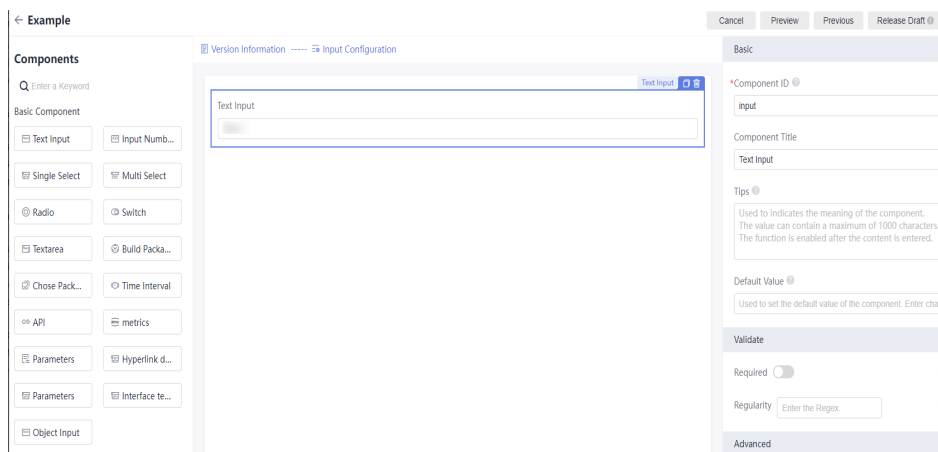 ← Example
Cancel
Preview
Previous
Release Draft
Components
Enter a Keyword
Basic Component
Text Input
Input Numb...
Single Select
Multi Select
Radio
Switch
Textarea
Build Packa...
Chose Pack...
Time Interval
API
metrics
Parameters
Hyperlink d...
Parameters
Interface te...
Object Input
Version Information ----- Input Configuration
Text Input
Text Input
Basic
*Component ID
input
Component Title
Text Input
Tips
Used to indicates the meaning of the component.
The value can contain a maximum of 1000 characters
The function is enabled after the content is entered.
Default Value
Used to set the default value of the component. Enter cha
Validate
Required
Regularity
Enter the Regex.
Advanced